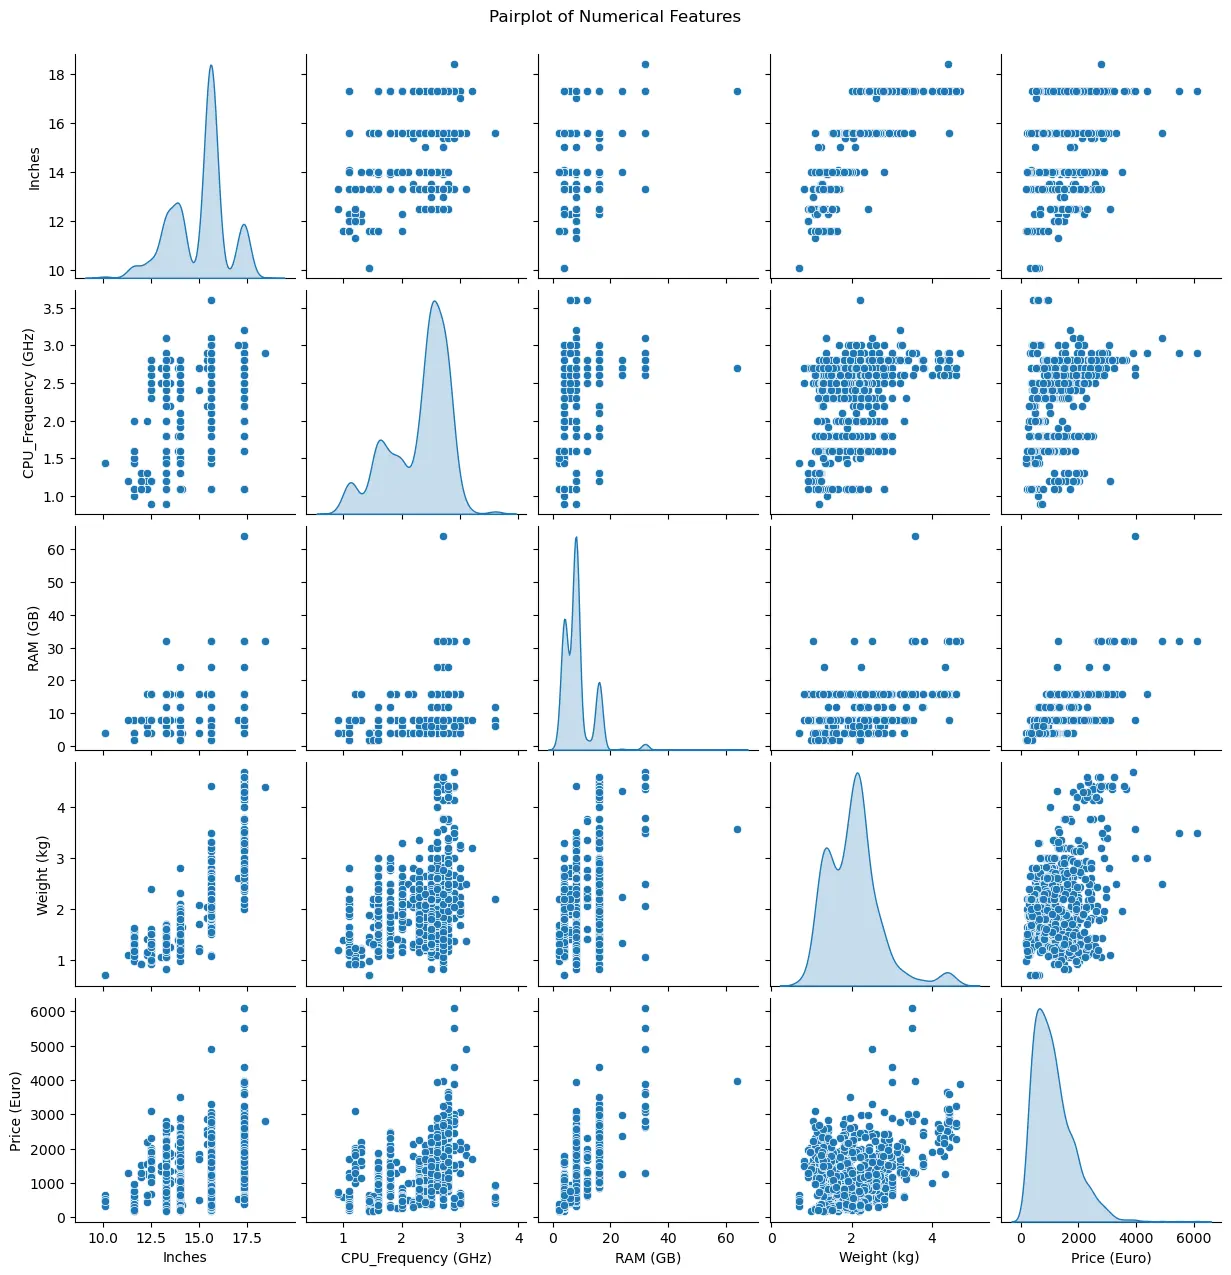 Pairplot of Numerical Features
18
16
14
12
10
Inches
3.5
3.0
2.5
2.0
1.5
1.0
CPU_Frequency (GHz)
60
50
40
30
20
10
0
RAM (GB)
4
3
2
1
Weight (kg)
6000
5000
4000
3000
2000
1000
0
Price (Euro)
10.0 12.5 15.0 17.5
Inches
1 2 3 4
CPU_Frequency (GHz)
0 20 40 60
RAM (GB)
0 2 4
Weight (kg)
0 2000 4000 6000
Price (Euro)